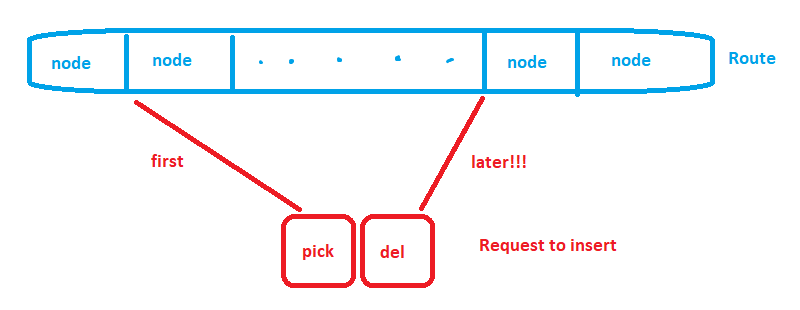 node
node
node
node
Route
first
later!!!
pick
del
Request to insert